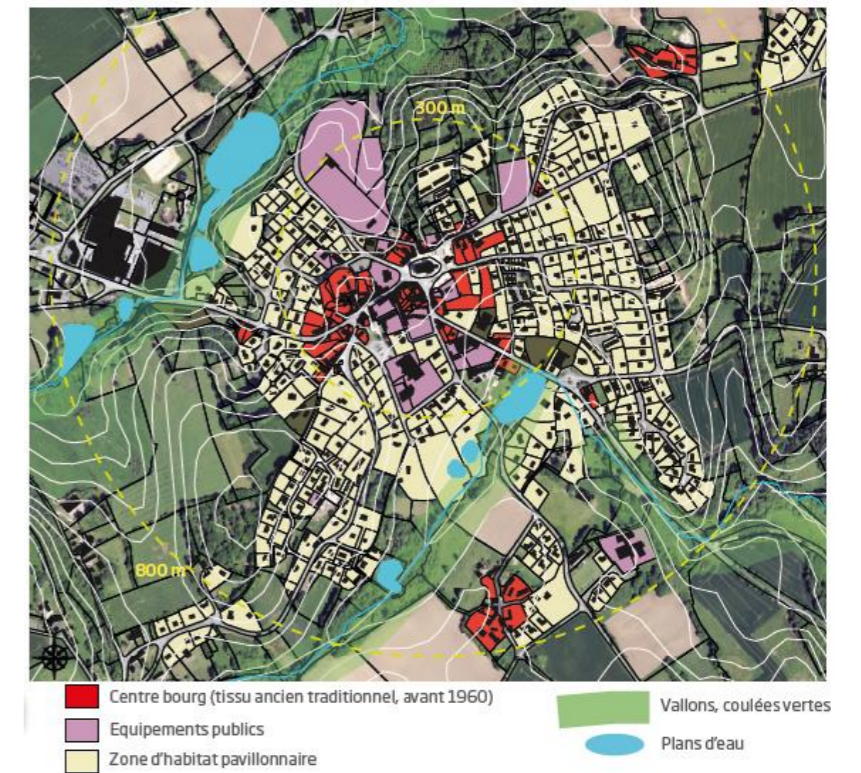 300 m
800 m
Centre bourg (tissu ancien traditionnel, avant 1960)
Equipements publics
Zone d'habitat pavillonnaire
Vallons, coulées vertes
Plans d'eau